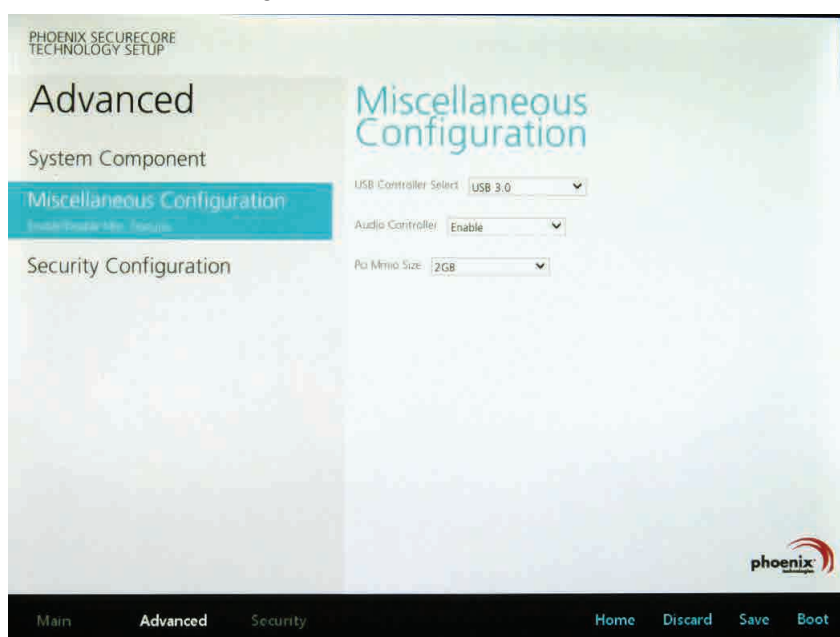 PHOENIX SECURECORE
TECHNOLOGY SETUP
Advanced
System Component
Miscellaneous Configuration
Security Configuration
Miscellaneous
Configuration
USB Controller Select USB 3.0
Audio Controller Enable
Pci Mmio Size 2GB
phoenix
technologies
Main Advanced Security Home Discard Save Boot